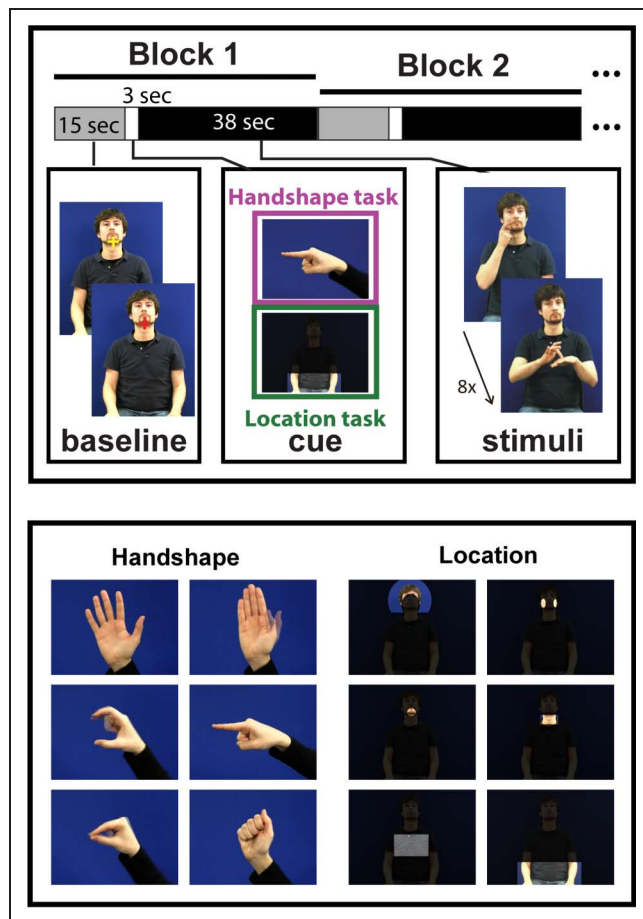 Block 1
Block 2
...
3 sec
15 sec
38 sec
...
Handshape task
8x
Location task
baseline
cue
stimuli
Handshape
Location